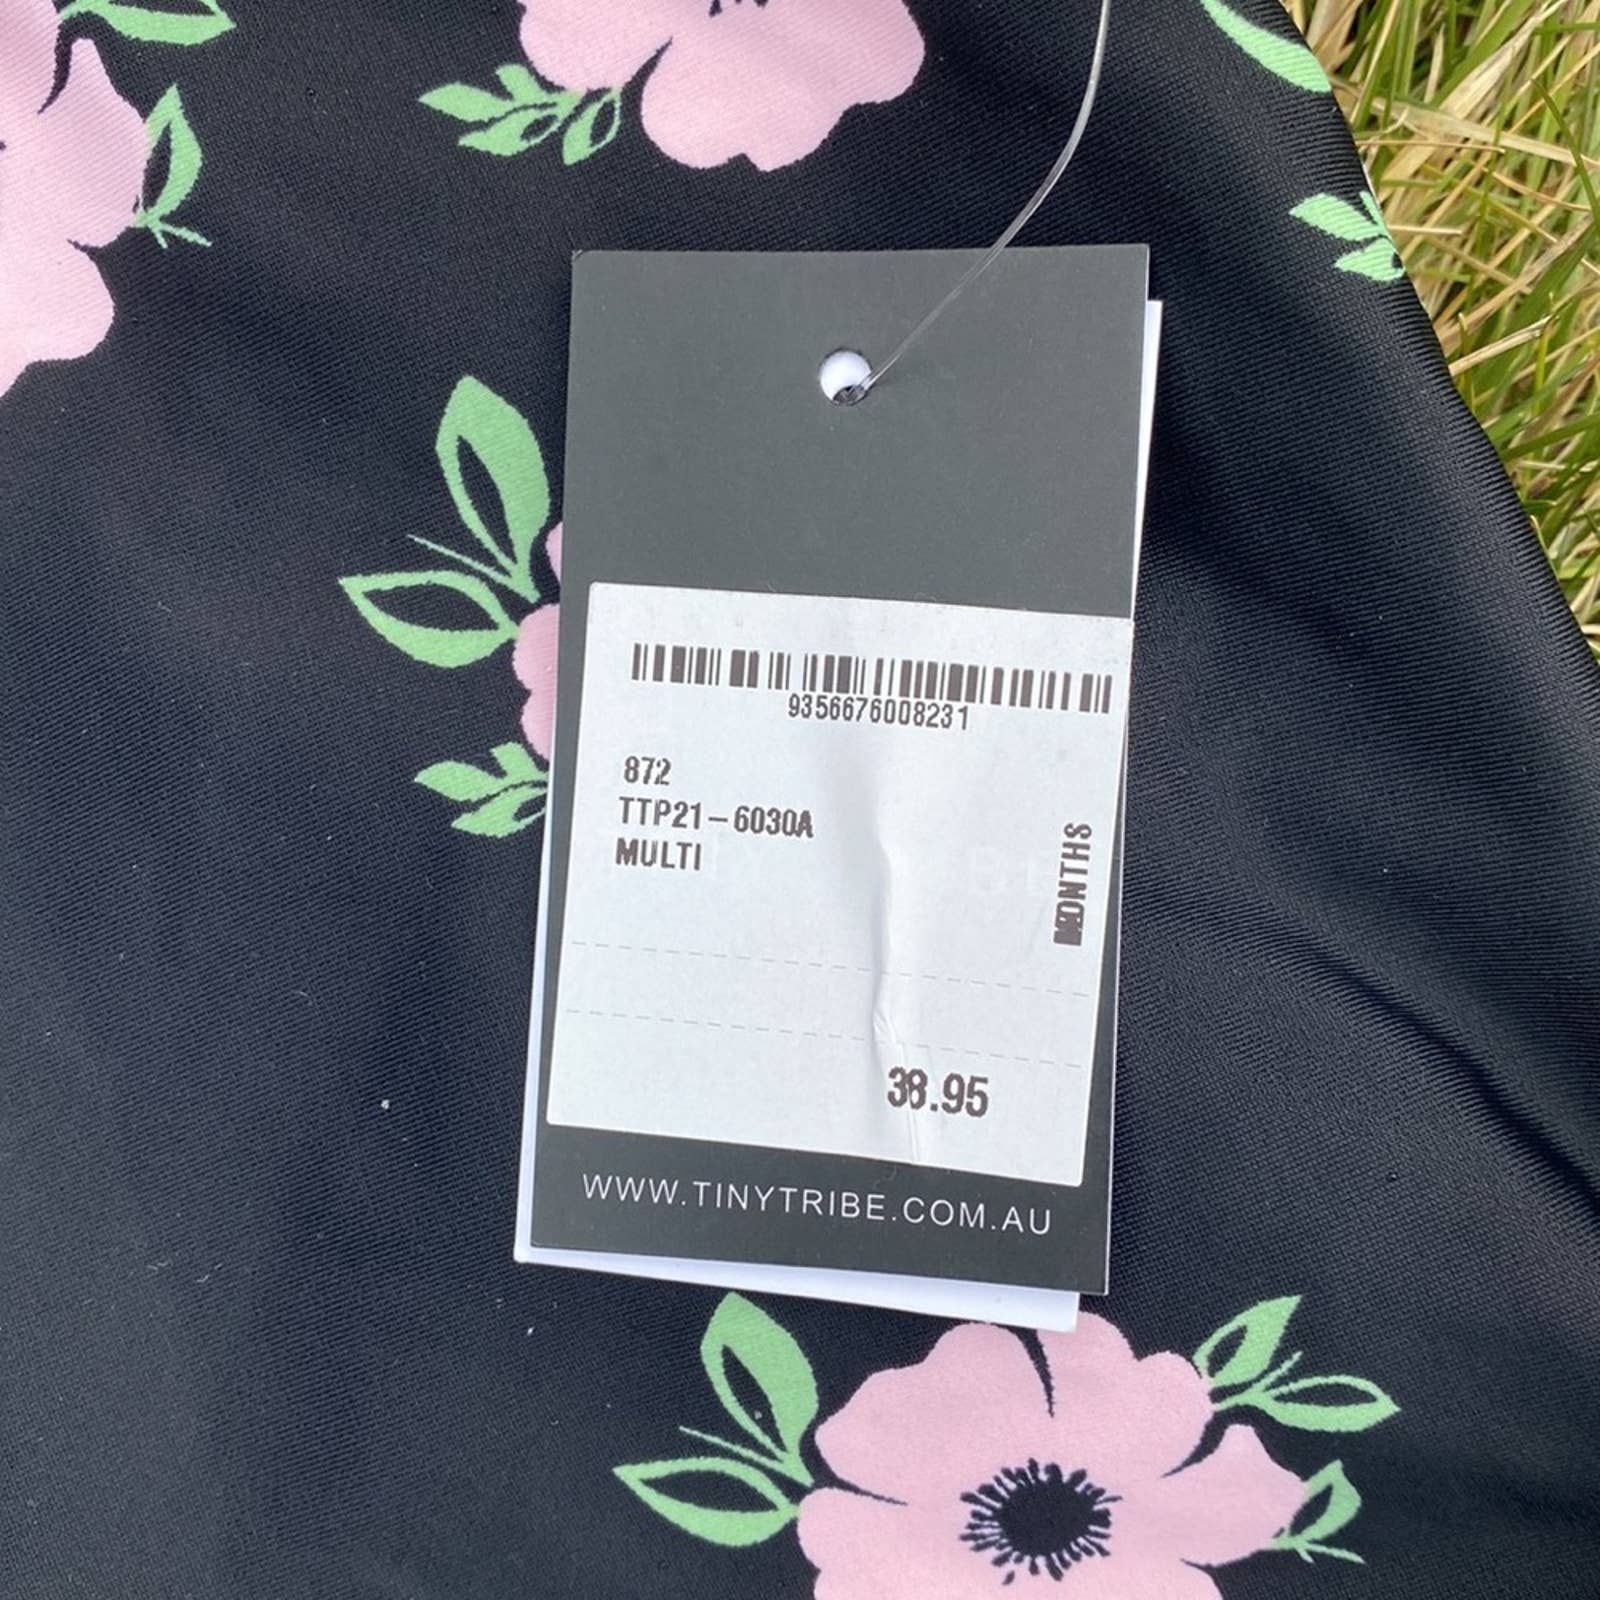 9356676008231
872
TTP21-6030A
MULTI
MONTHS
38.95
WWW.TINYTRIBE.COM.AU